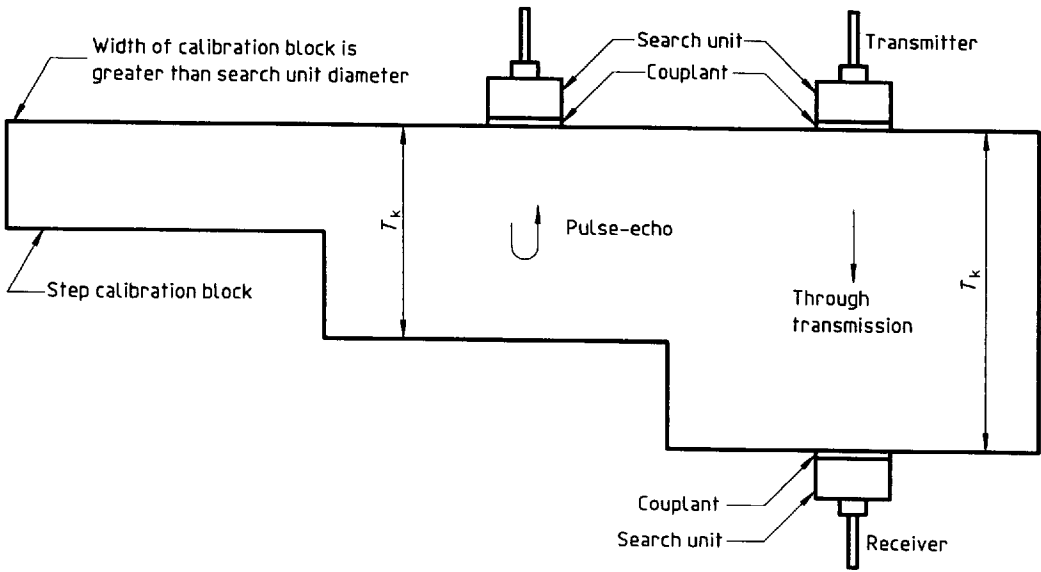 Width of calibration block is
greater than search unit diameter
Search unit
Couplant
Transmitter
Tk
Pulse-echo
Tk
Step calibration block
Through
transmission
Couplant
Search unit
Receiver